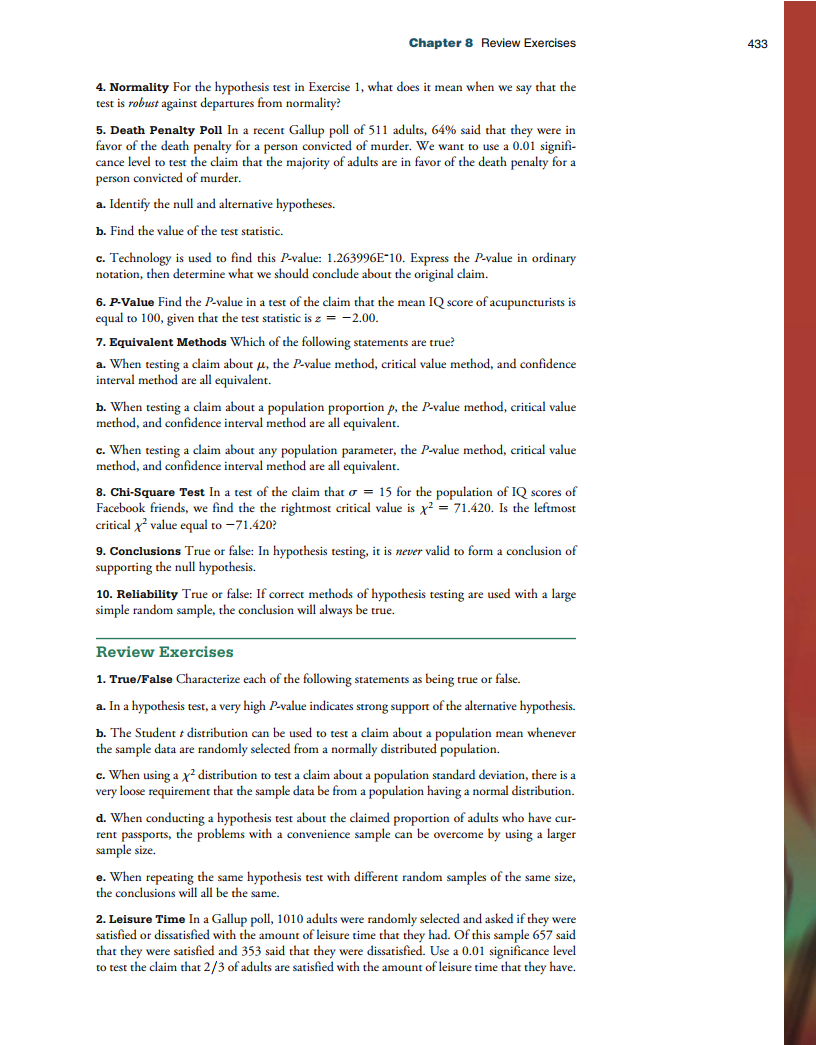 Chapter 8 Review Exercises 433
4. Normality For the hypothesis test in Exercise 1, what does it mean when we say that the
test is robust against departures from normality?
5. Death Penalty Poll In a recent Gallup poll of 511 adults, 64% said that they were in
favor of the death penalty for a person convicted of murder. We want to use a 0.01 signifi-
cance level to test the claim that the majority of adults are in favor of the death penalty for a
person convicted of murder.
a. Identify the null and alternative hypotheses.
b. Find the value of the test statistic.
c. Technology is used to find this P-value: 1.263996E⁻10. Express the P-value in ordinary
notation, then determine what we should conclude about the original claim.
6. P-Value Find the P-value in a test of the claim that the mean IQ score of acupuncturists is
equal to 100, given that the test statistic is z = −2.00.
7. Equivalent Methods Which of the following statements are true?
a. When testing a claim about μ, the P-value method, critical value method, and confidence
interval method are all equivalent.
b. When testing a claim about a population proportion p, the P-value method, critical value
method, and confidence interval method are all equivalent.
c. When testing a claim about any population parameter, the P-value method, critical value
method, and confidence interval method are all equivalent.
8. Chi-Square Test In a test of the claim that σ = 15 for the population of IQ scores of
Facebook friends, we find the the rightmost critical value is χ² = 71.420. Is the leftmost
critical χ² value equal to −71.420?
9. Conclusions True or false: In hypothesis testing, it is never valid to form a conclusion of
supporting the null hypothesis.
10. Reliability True or false: If correct methods of hypothesis testing are used with a large
simple random sample, the conclusion will always be true.
Review Exercises
1. True/False Characterize each of the following statements as being true or false.
a. In a hypothesis test, a very high P-value indicates strong support of the alternative hypothesis.
b. The Student t distribution can be used to test a claim about a population mean whenever
the sample data are randomly selected from a normally distributed population.
c. When using a χ² distribution to test a claim about a population standard deviation, there is a
very loose requirement that the sample data be from a population having a normal distribution.
d. When conducting a hypothesis test about the claimed proportion of adults who have cur-
rent passports, the problems with a convenience sample can be overcome by using a larger
sample size.
e. When repeating the same hypothesis test with different random samples of the same size,
the conclusions will all be the same.
2. Leisure Time In a Gallup poll, 1010 adults were randomly selected and asked if they were
satisfied or dissatisfied with the amount of leisure time that they had. Of this sample 657 said
that they were satisfied and 353 said that they were dissatisfied. Use a 0.01 significance level
to test the claim that 2/3 of adults are satisfied with the amount of leisure time that they have.